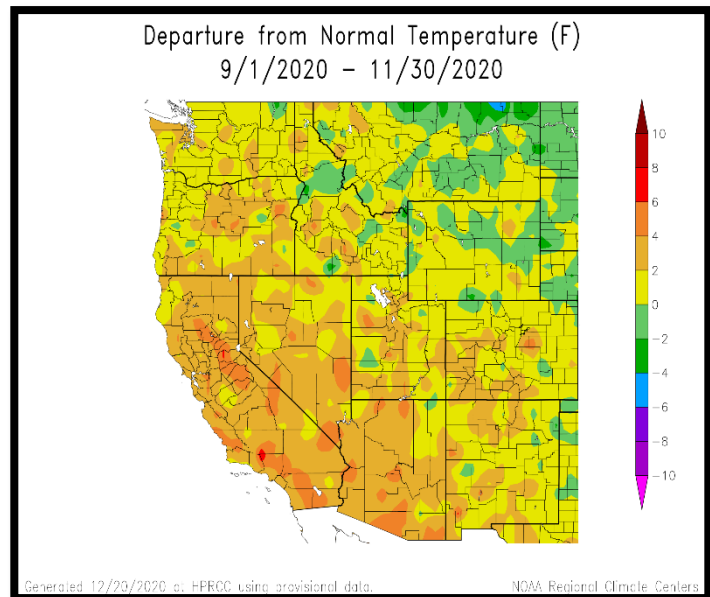 Departure from Normal Temperature (F)
9/1/2020 – 11/30/2020
10
8
6
4
2
0
-2
-4
-6
-8
-10
Generated 12/20/2020 at HPRCC using provisional data.
NOAA Regional Climate Centers